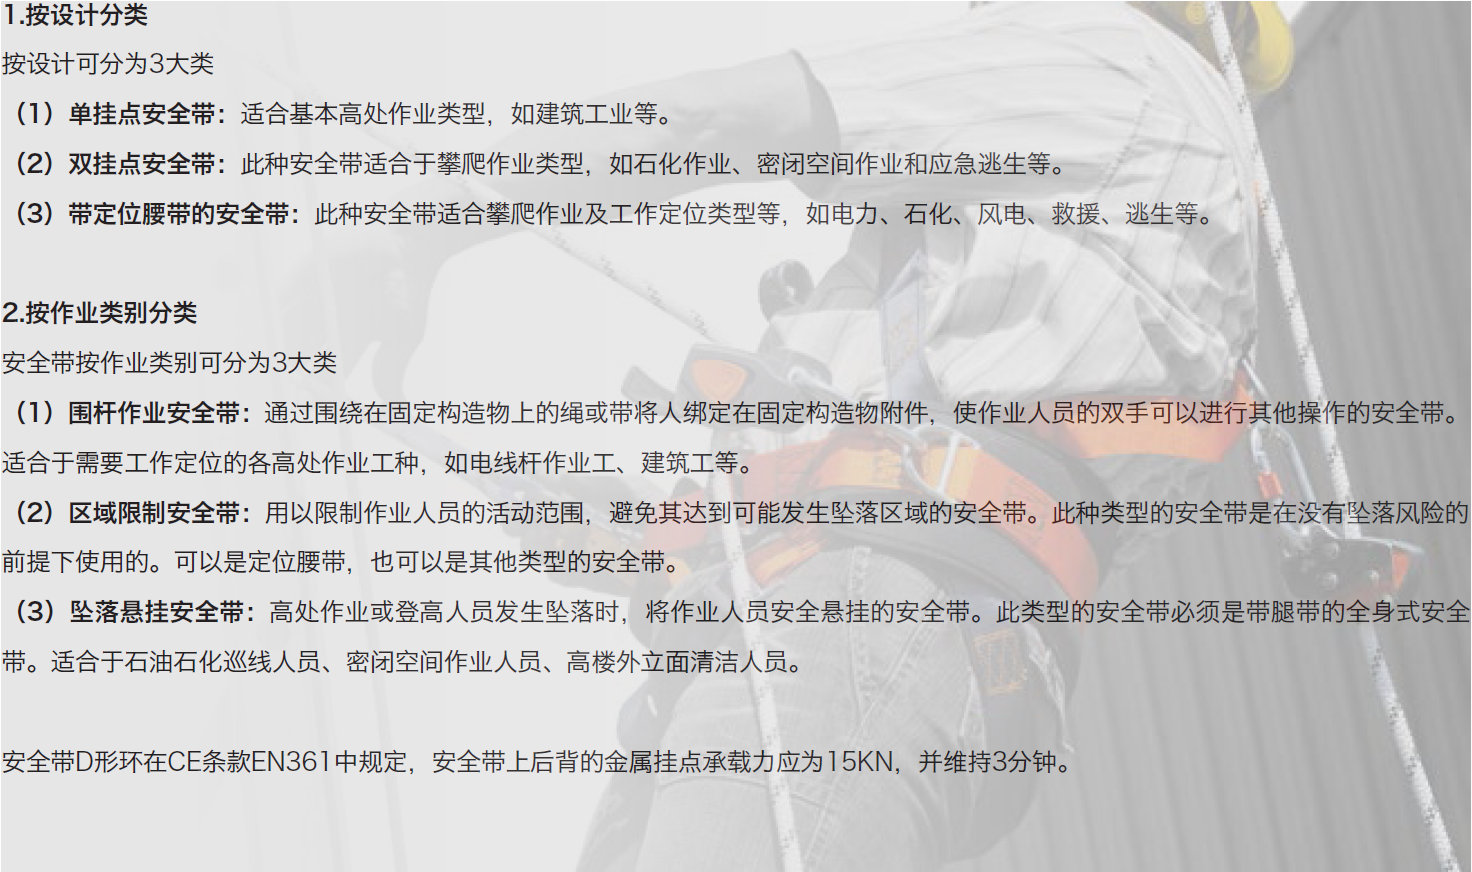 1.按设计分类
按设计可分为3大类
（1）单挂点安全带：适合基本高处作业类型，如建筑工业等。
（2）双挂点安全带：此种安全带适合于攀爬作业类型，如石化作业、密闭空间作业和应急逃生等。
（3）带定位腰带的安全带：此种安全带适合攀爬作业及工作定位类型等，如电力、石化、风电、救援、逃生等。
2.按作业类别分类
安全带按作业类别可分为3大类
（1）围杆作业安全带：通过围绕在固定构造物上的绳或带将人绑定在固定构造物附件，使作业人员的双手可以进行其他操作的安全带。
适合于需要工作定位的各高处作业工种，如电线杆作业工、建筑工等。
（2）区域限制安全带：用以限制作业人员的活动范围，避免其达到可能发生坠落区域的安全带。此种类型的安全带是在没有坠落风险的
前提下使用的。可以是定位腰带，也可以是其他类型的安全带。
（3）坠落悬挂安全带：高处作业或登高人员发生坠落时，将作业人员安全悬挂的安全带。此类型的安全带必须是带腿带的全身式安全
带。适合于石油石化巡线人员、密闭空间作业人员、高楼外立面清洁人员。
安全带D形环在CE条款EN361中规定，安全带上后背的金属挂点承载力应为15KN，并维持3分钟。